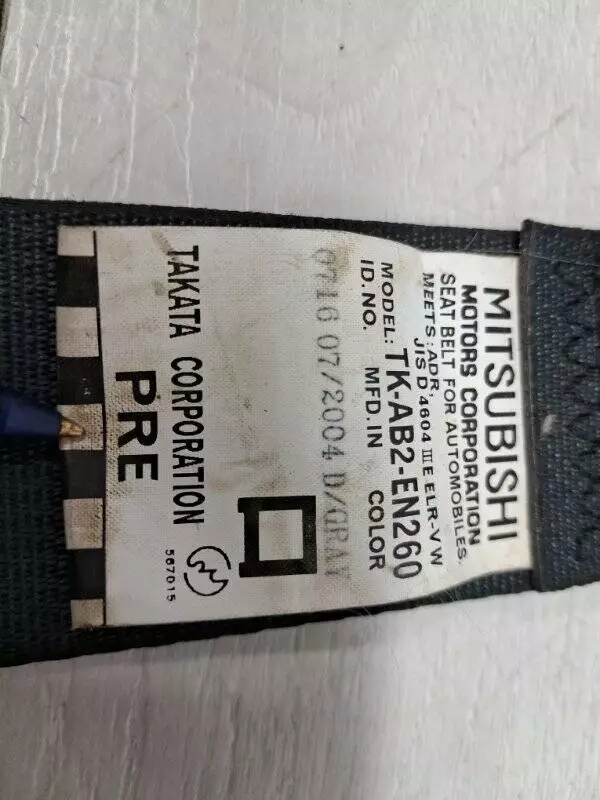 MITSUBISHI
MOTORS CORPORATION
SEAT BELT FOR AUTOMOBILES.
MEETS: ADR,
JIS D 4604 III E ELR-V W
MODEL: TK-AB2-EN260
ID.NO. MFD.IN COLOR
0716 07/2004 D/GRAY
TAKATA CORPORATION
567015
PRE